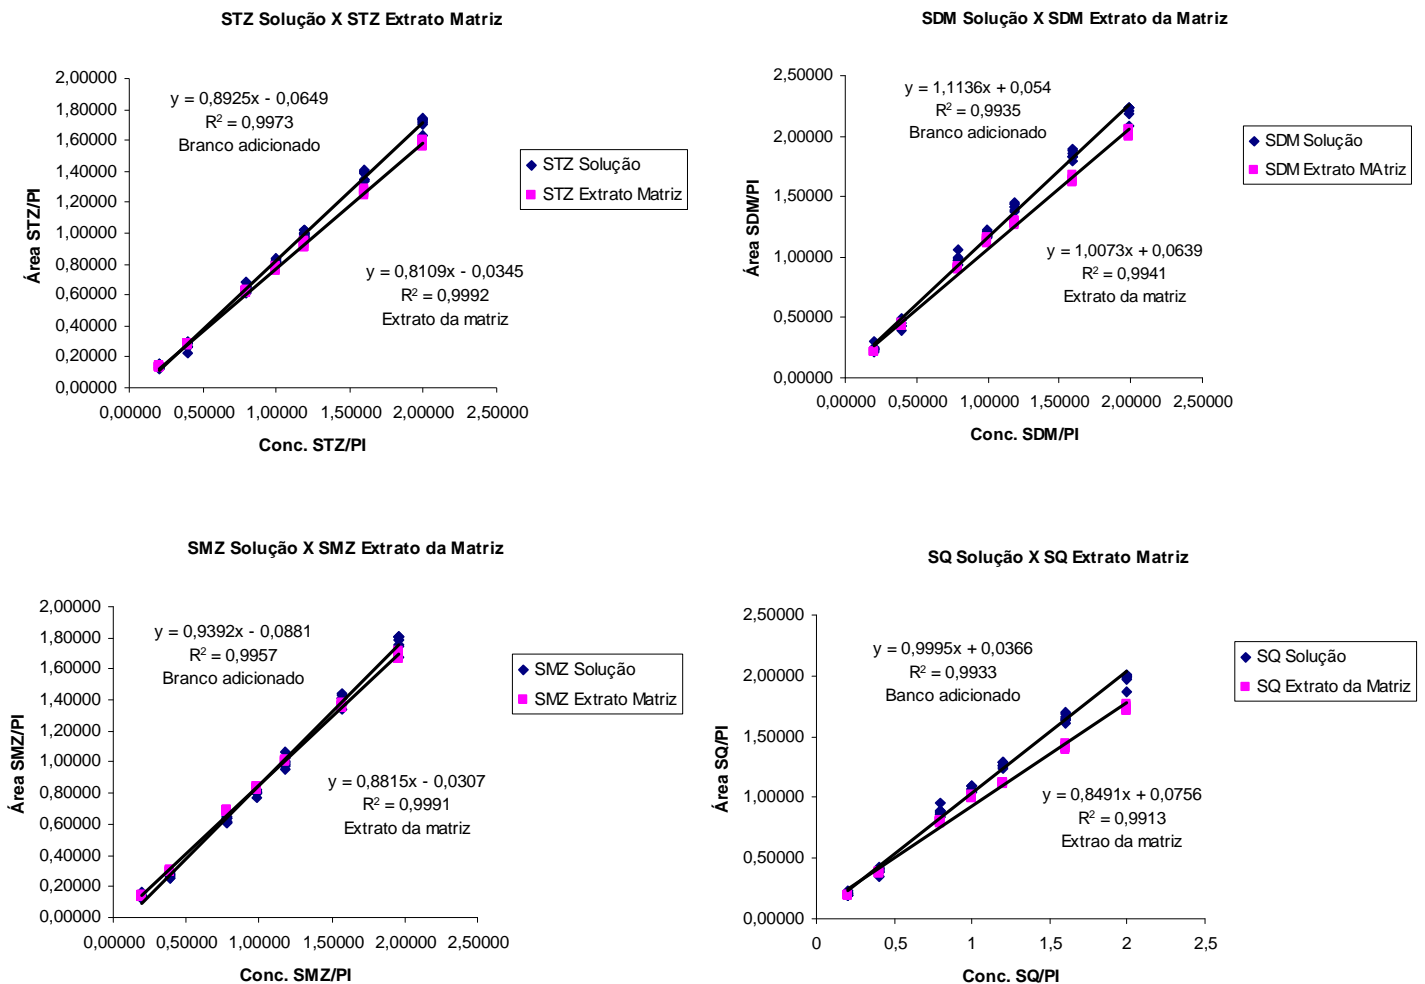 STZ Solução X STZ Extrato Matriz
2,00000
1,80000
1,60000
1,40000
1,20000
1,00000
0,80000
0,60000
0,40000
0,20000
0,00000
Área STZ/PI
y = 0,8925x - 0,0649
R² = 0,9973
Branco adicionado
y = 0,8109x - 0,0345
R² = 0,9992
Extrato da matriz
0,00000 0,50000 1,00000 1,50000 2,00000 2,50000
Conc. STZ/PI
STZ Solução
STZ Extrato Matriz
SDM Solução X SDM Extrato da Matriz
2,50000
2,00000
1,50000
1,00000
0,50000
0,00000
Área SDM/PI
y = 1,1136x + 0,054
R² = 0,9935
Branco adicionado
y = 1,0073x + 0,0639
R² = 0,9941
Extrato da matriz
0,00000 0,50000 1,00000 1,50000 2,00000 2,50000
Conc. SDM/PI
SDM Solução
SDM Extrato MAtriz
SMZ Solução X SMZ Extrato da Matriz
2,00000
1,80000
1,60000
1,40000
1,20000
1,00000
0,80000
0,60000
0,40000
0,20000
0,00000
Área SMZ/PI
y = 0,9392x - 0,0881
R² = 0,9957
Branco adicionado
y = 0,8815x - 0,0307
R² = 0,9991
Extrato da matriz
0,00000 0,50000 1,00000 1,50000 2,00000 2,50000
Conc. SMZ/PI
SMZ Solução
SMZ Extrato Matriz
SQ Solução X SQ Extrato Matriz
2,50000
2,00000
1,50000
1,00000
0,50000
0,00000
Área SQ/PI
y = 0,9995x + 0,0366
R² = 0,9933
Banco adicionado
y = 0,8491x + 0,0756
R² = 0,9913
Extrao da matriz
0 0,5 1 1,5 2 2,5
Conc. SQ/PI
SQ Solução
SQ Extrato da Matriz